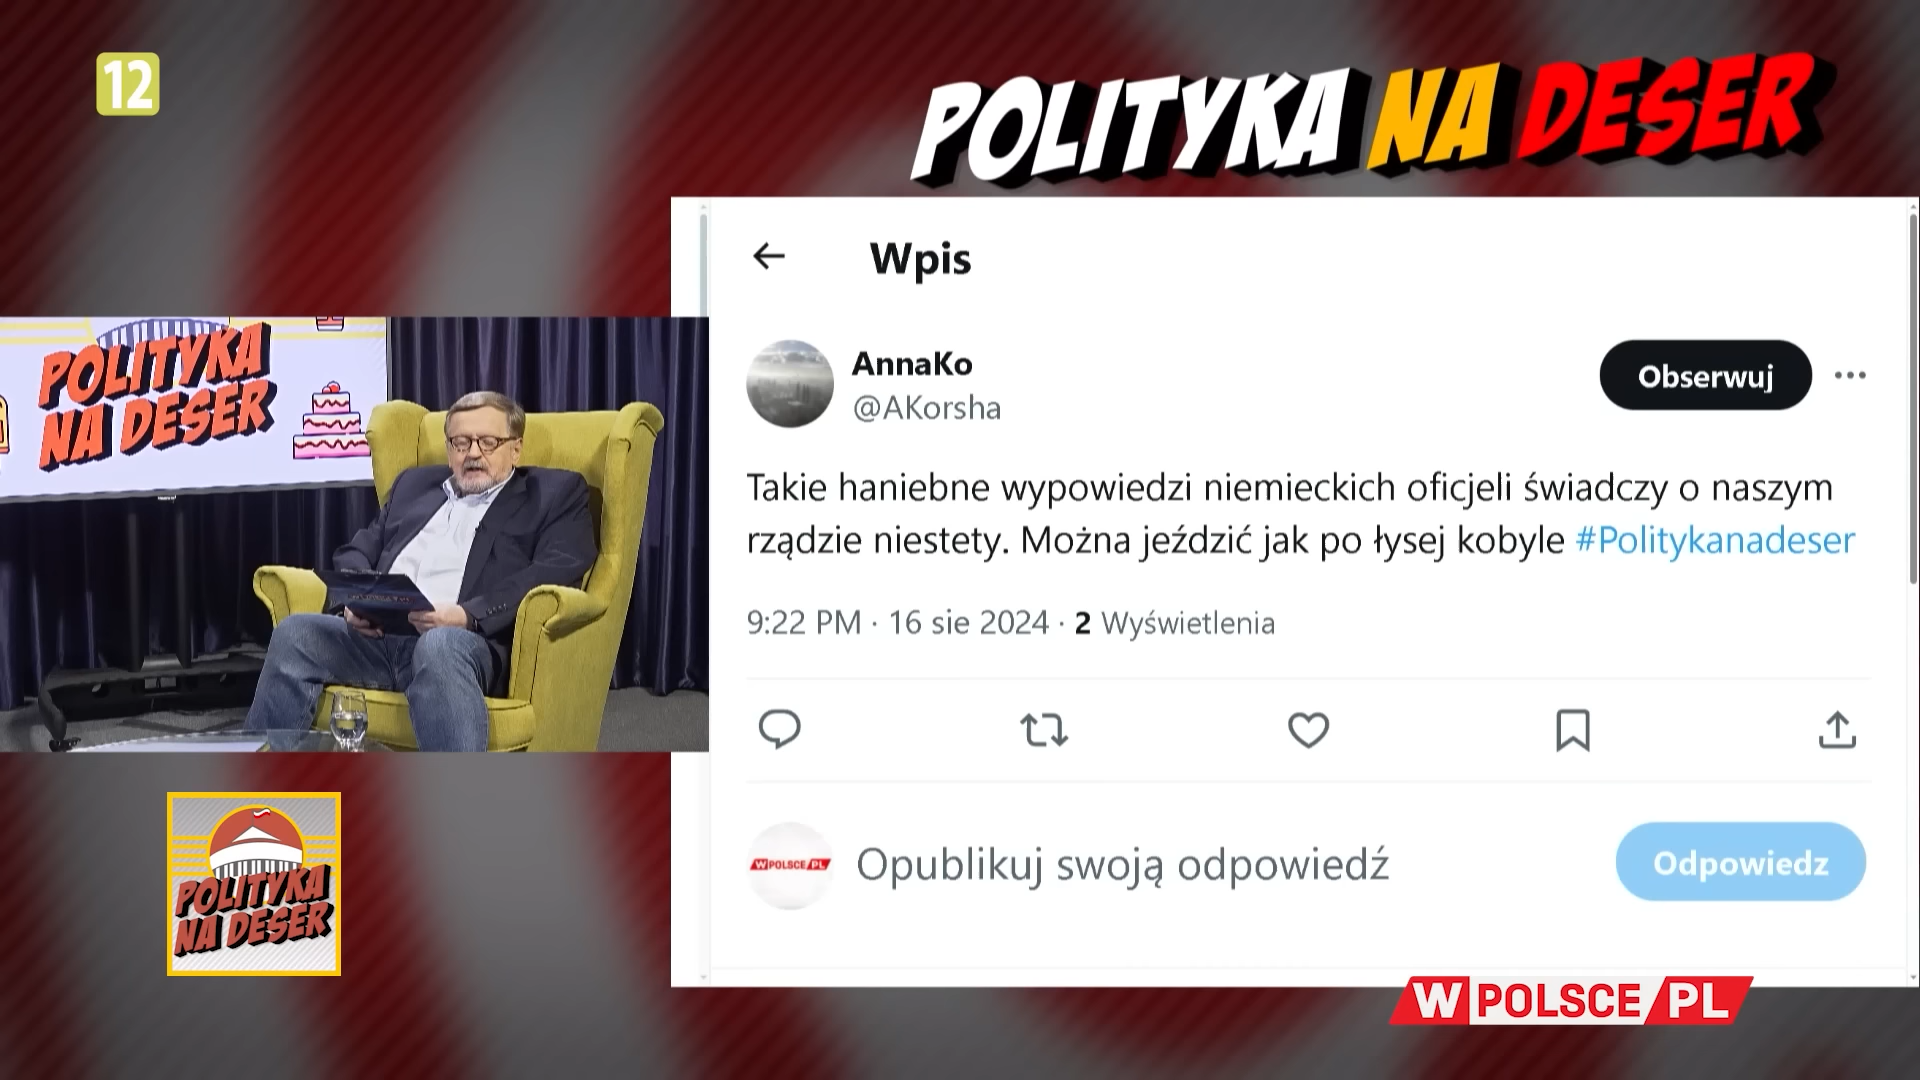 12
POLITYKA NA DESER
Wpis
AnnaKo
Obserwuj
@AKorsha
Takie haniebne wypowiedzi niemieckich oficjeli świadczy o naszym
rządzie niestety. Można jeździć jak po łysej kobyle #Politykanadeser
9:22 PM · 16 sie 2024 · 2 Wyświetlenia
WPOLSCE/PL
Opublikuj swoją odpowiedź
Odpowiedz
POLITYKA
NA DESER
POLITYKA
NA DESER
W POLSCE/PL